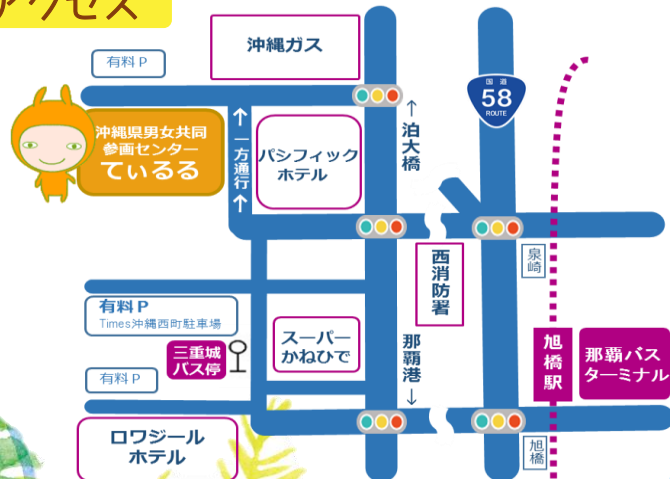 アクセス
有料P
沖縄ガス
国道
58
ROUTE
沖縄県男女共同
参画センター
ているる
↑
一方通行
↑
パシフィック
ホテル
↑
泊大橋
泉崎
西消防署
有料P
Times沖縄西町駐車場
三重城
バス停
スーパー
かねひで
那覇港
↓
旭橋駅
那覇バス
ターミナル
有料P
ロワジール
ホテル
旭橋